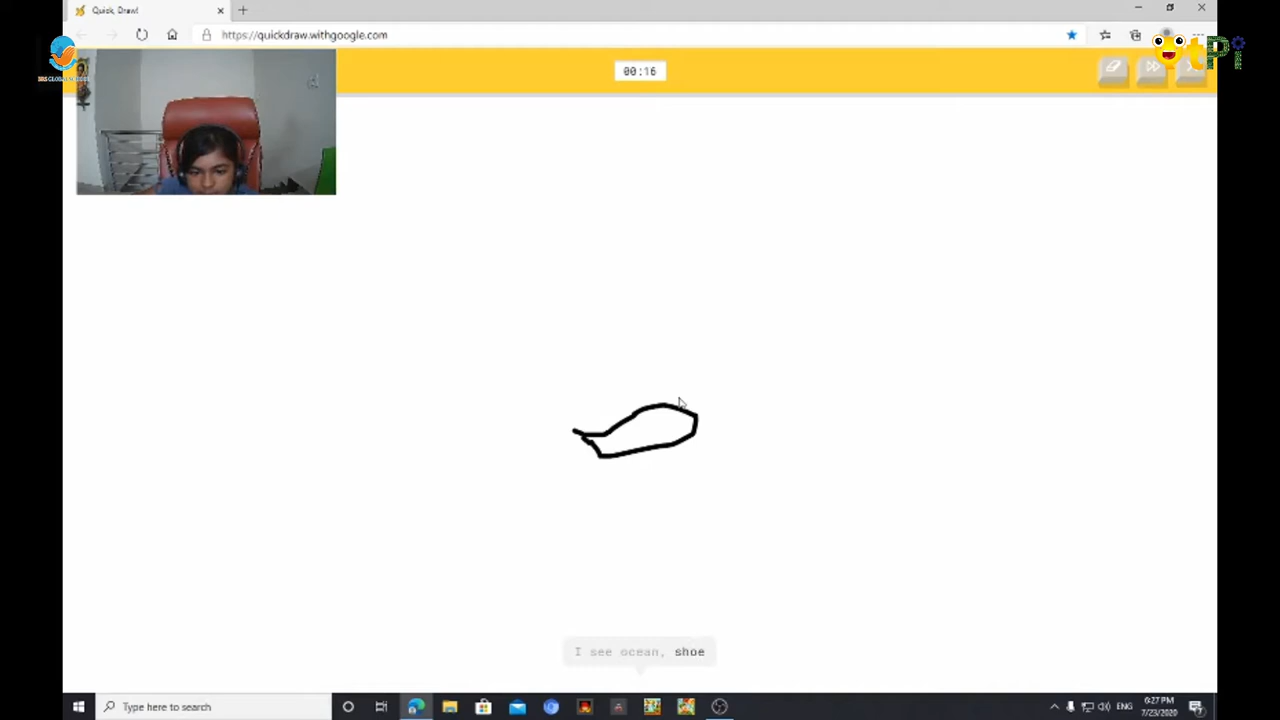 Quick, Draw!
https://quickdraw.withgoogle.com
tPi
00:16
I see ocean, shoe
Type here to search
ENG
6:27 PM
7/23/2020